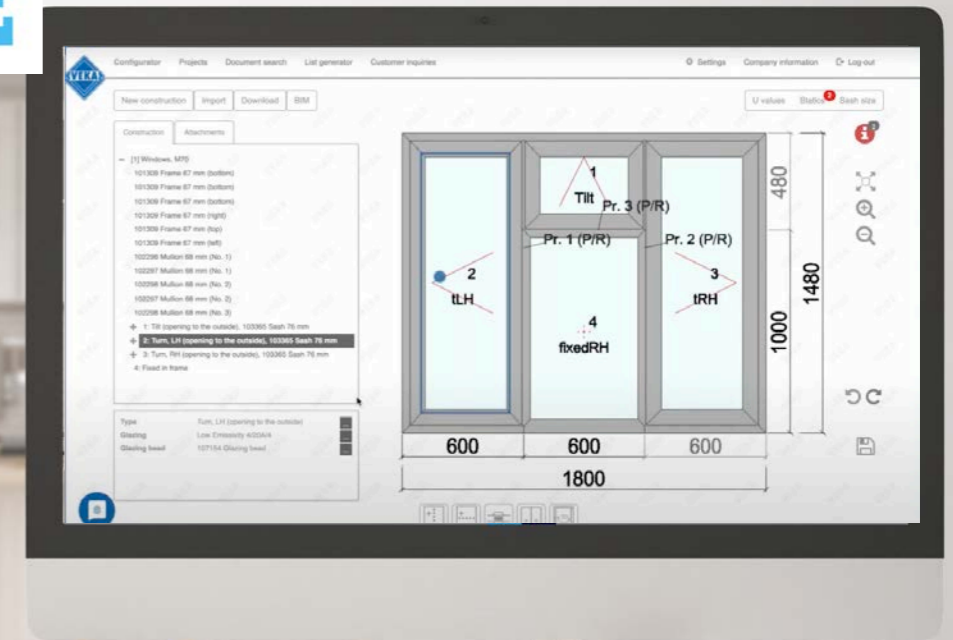 VEKA
Configurator Projects Document search List generator Customer inquiries Settings Company information Log out
New construction Import Download BIM U values Statics 2 Sash size
Construction Attachments
1
[1] Windows, M70
101309 Frame 67 mm (bottom)
101309 Frame 67 mm (bottom)
101309 Frame 67 mm (bottom)
101309 Frame 67 mm (right)
101309 Frame 67 mm (top)
101309 Frame 67 mm (left)
102298 Mullion 68 mm (No. 1)
102297 Mullion 68 mm (No. 1)
102298 Mullion 68 mm (No. 2)
102297 Mullion 68 mm (No. 2)
102298 Mullion 68 mm (No. 3)
1: Tilt (opening to the outside), 103365 Sash 76 mm
2: Turn, LH (opening to the outside), 103365 Sash 76 mm
3: Turn, RH (opening to the outside), 103365 Sash 76 mm
4: Fixed in frame
Type Turn, LH (opening to the outside)
Glazing Low Emissivity 4/20A/4
Glazing bead 107154 Glazing bead
1
Tilt
Pr. 3 (P/R)
Pr. 1 (P/R)
Pr. 2 (P/R)
2
tLH
3
tRH
4
fixedRH
480
1000
1480
600 600 600
1800